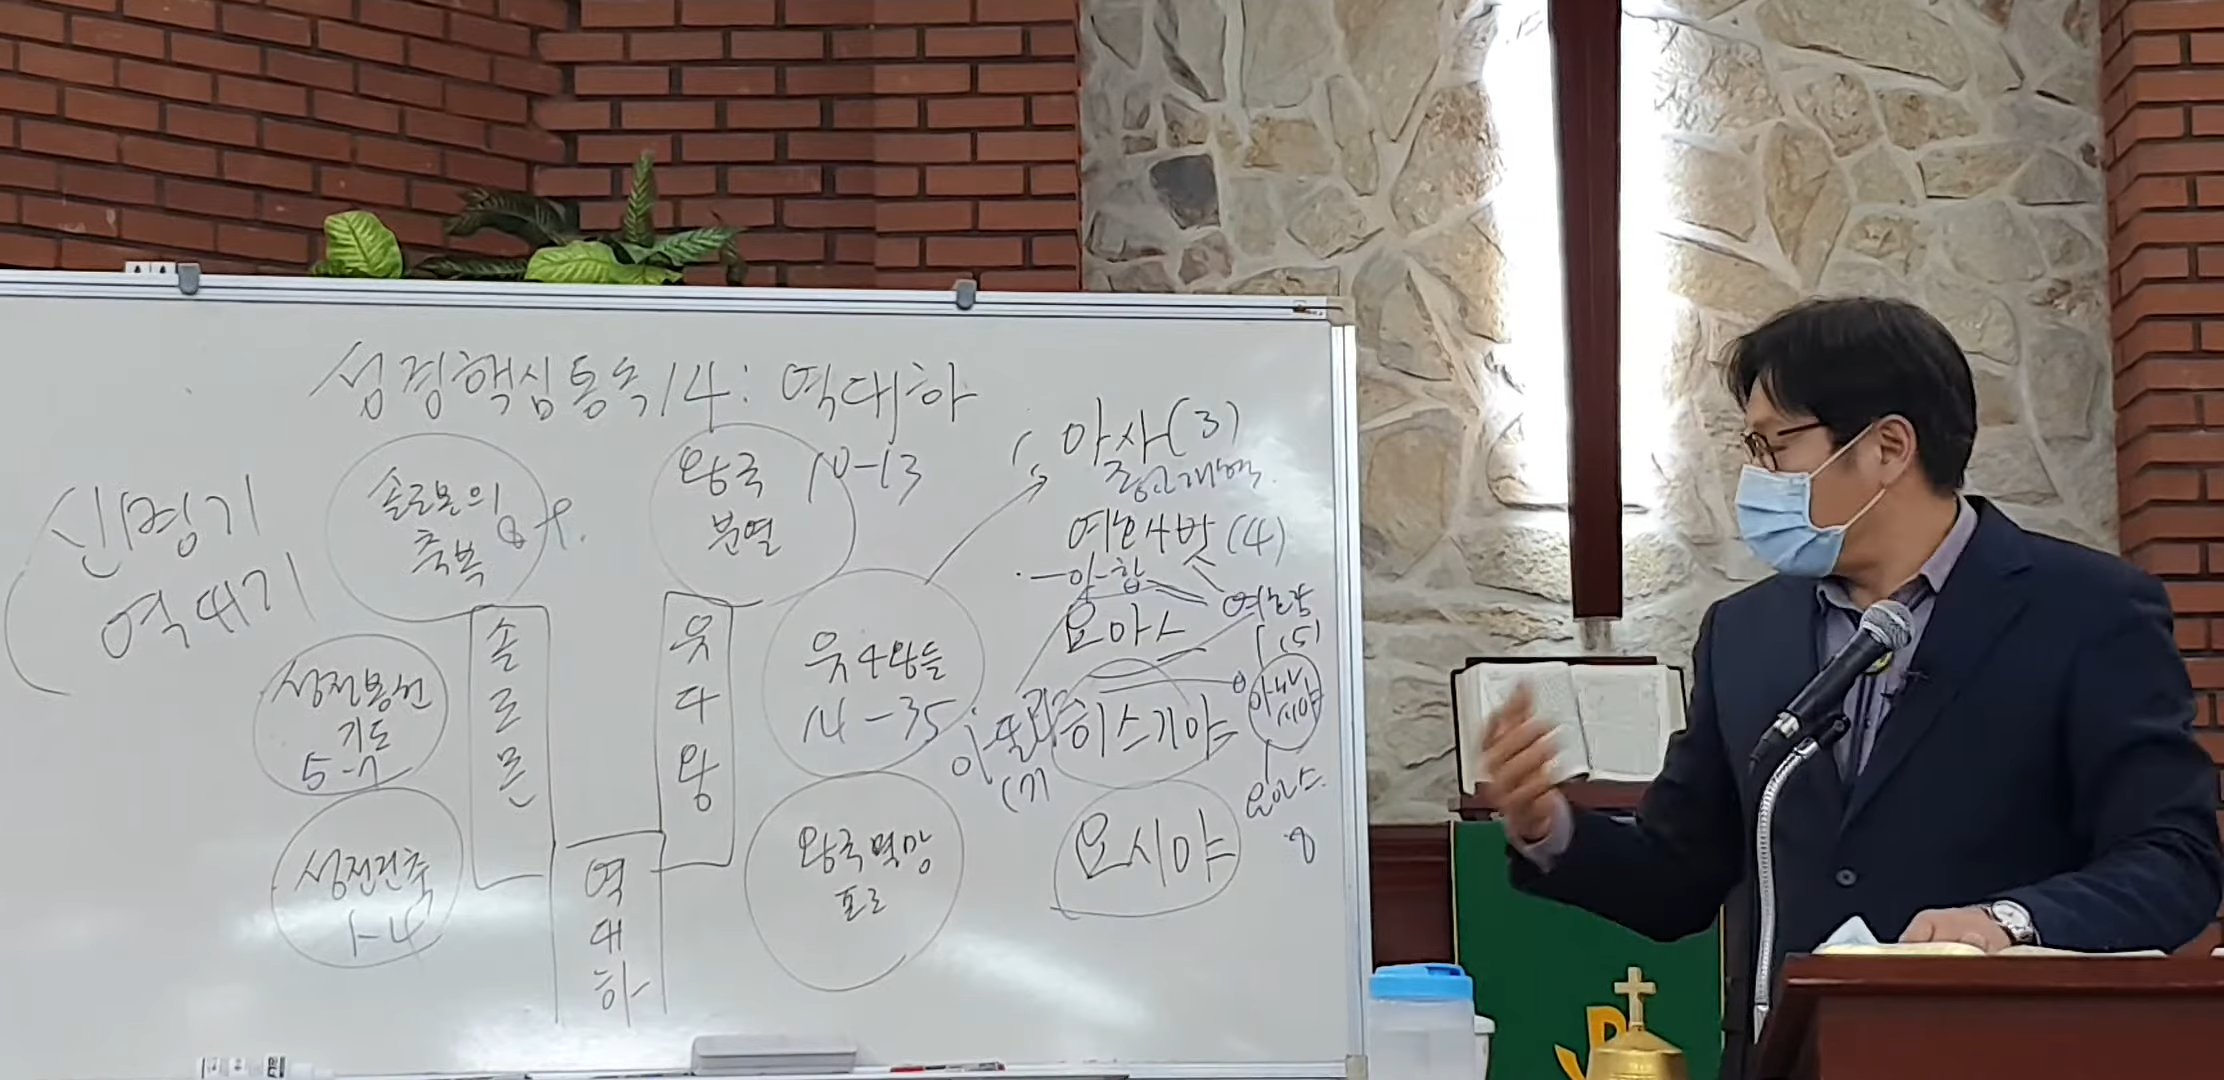 성경핵심통독14: 역대하
신명기
역대기
솔로몬의
축복
8 9.
성전봉헌
기도
5-7
성전건축
1-4
솔로몬
역대하
유다왕
왕국
분열
10-13
유다왕들
14-35
왕국멸망
포로
아사(3)
종교개혁
여호사밧(4)
아합
여호람
(5)
요아스
아달랴
(7)
히스기야
아하시야
요아스
8
요시야